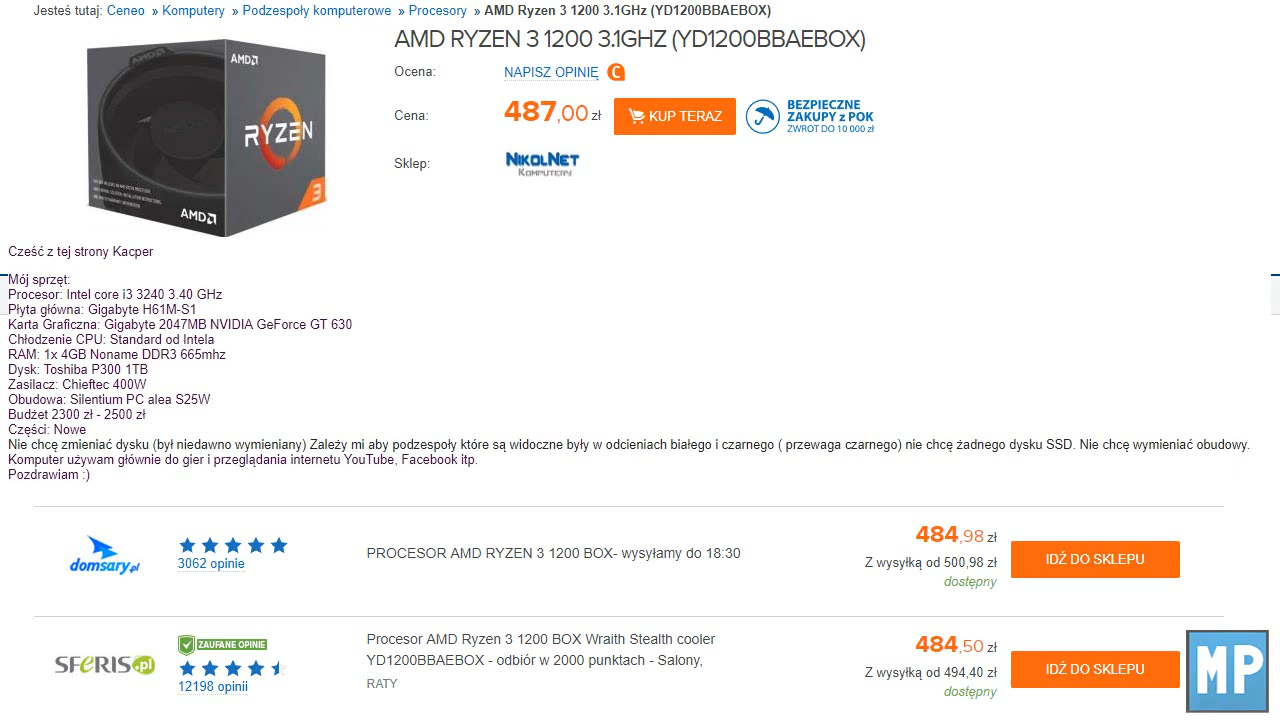 Jesteś tutaj: Ceneo » Komputery » Podzespoły komputerowe » Procesory » AMD Ryzen 3 1200 3.1GHz (YD1200BBAEBOX)
AMD RYZEN 3 1200 3.1GHZ (YD1200BBAEBOX)
AMD
RYZEN
3
AMD
Ocena:
NAPISZ OPINIĘ C
Cena:
487,00 zł
KUP TERAZ
BEZPIECZNE
ZAKUPY z POK
ZWROT DO 10 000 zł
Sklep:
NIKOLNET
KOMPUTERY
Cześć z tej strony Kacper
Mój sprzęt:
Procesor: Intel core i3 3240 3.40 GHz
Płyta główna: Gigabyte H61M-S1
Karta Graficzna: Gigabyte 2047MB NVIDIA GeForce GT 630
Chłodzenie CPU: Standard od Intela
RAM: 1x 4GB Noname DDR3 665mhz
Dysk: Toshiba P300 1TB
Zasilacz: Chieftec 400W
Obudowa: Silentium PC alea S25W
Budżet 2300 zł - 2500 zł
Części: Nowe
Nie chcę zmieniać dysku (był niedawno wymieniany) Zależy mi aby podzespoły które są widoczne były w odcieniach białego i czarnego ( przewaga czarnego) nie chcę żadnego dysku SSD. Nie chcę wymieniać obudowy.
Komputer używam głównie do gier i przeglądania internetu YouTube, Facebook itp.
Pozdrawiam :)
domsary.pl
3062 opinie
PROCESOR AMD RYZEN 3 1200 BOX- wysyłamy do 18:30
484,98 zł
Z wysyłką od 500,98 zł
dostępny
IDŹ DO SKLEPU
SFERIS.pl
ZAUFANE OPINIE
12198 opinii
Procesor AMD Ryzen 3 1200 BOX Wraith Stealth cooler
YD1200BBAEBOX - odbiór w 2000 punktach - Salony,
RATY
484,50 zł
Z wysyłką od 494,40 zł
dostępny
IDŹ DO SKLEPU
MP